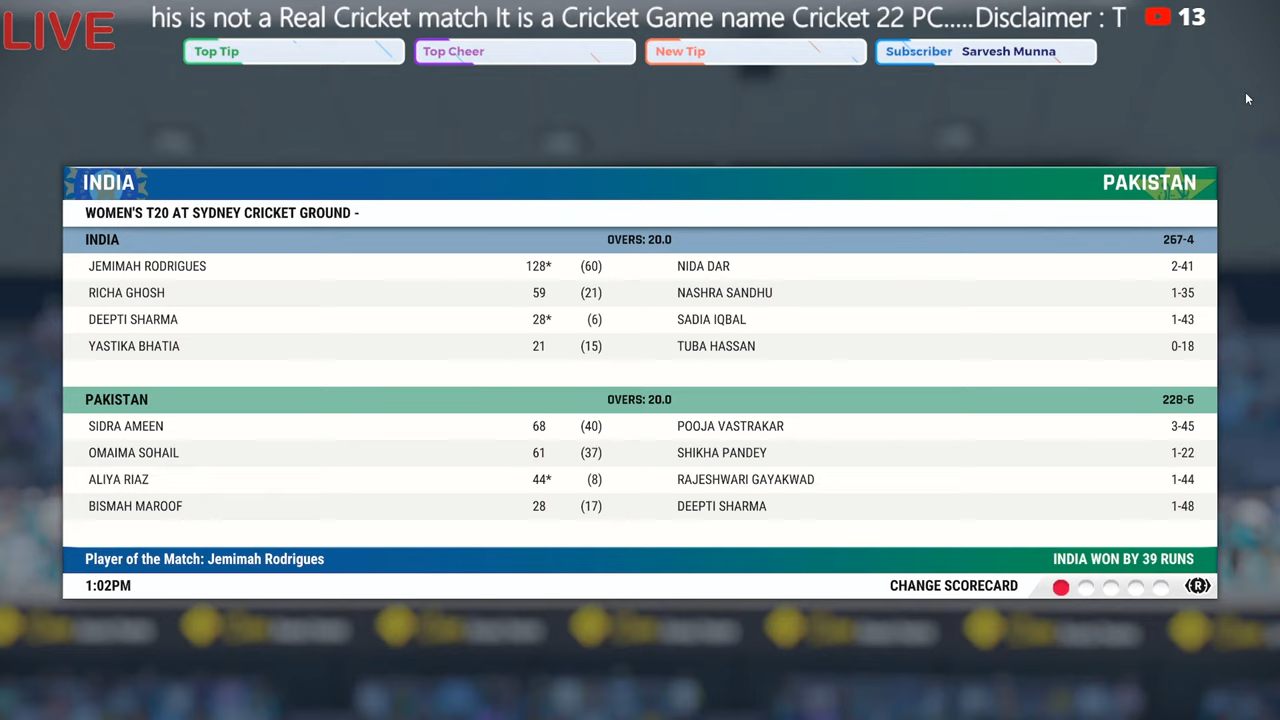 LIVE
his is not a Real Cricket match It is a Cricket Game name Cricket 22 PC.....Disclaimer : T
13
Top Tip
Top Cheer
New Tip
Subscriber Sarvesh Munna
INDIA
PAKISTAN
WOMEN'S T20 AT SYDNEY CRICKET GROUND -
INDIA OVERS: 20.0 267-4
JEMIMAH RODRIGUES 128* (60) NIDA DAR 2-41
RICHA GHOSH 59 (21) NASHRA SANDHU 1-35
DEEPTI SHARMA 28* (6) SADIA IQBAL 1-43
YASTIKA BHATIA 21 (15) TUBA HASSAN 0-18
PAKISTAN OVERS: 20.0 228-6
SIDRA AMEEN 68 (40) POOJA VASTRAKAR 3-45
OMAIMA SOHAIL 61 (37) SHIKHA PANDEY 1-22
ALIYA RIAZ 44* (8) RAJESHWARI GAYAKWAD 1-44
BISMAH MAROOF 28 (17) DEEPTI SHARMA 1-48
Player of the Match: Jemimah Rodrigues INDIA WON BY 39 RUNS
1:02PM CHANGE SCORECARD R